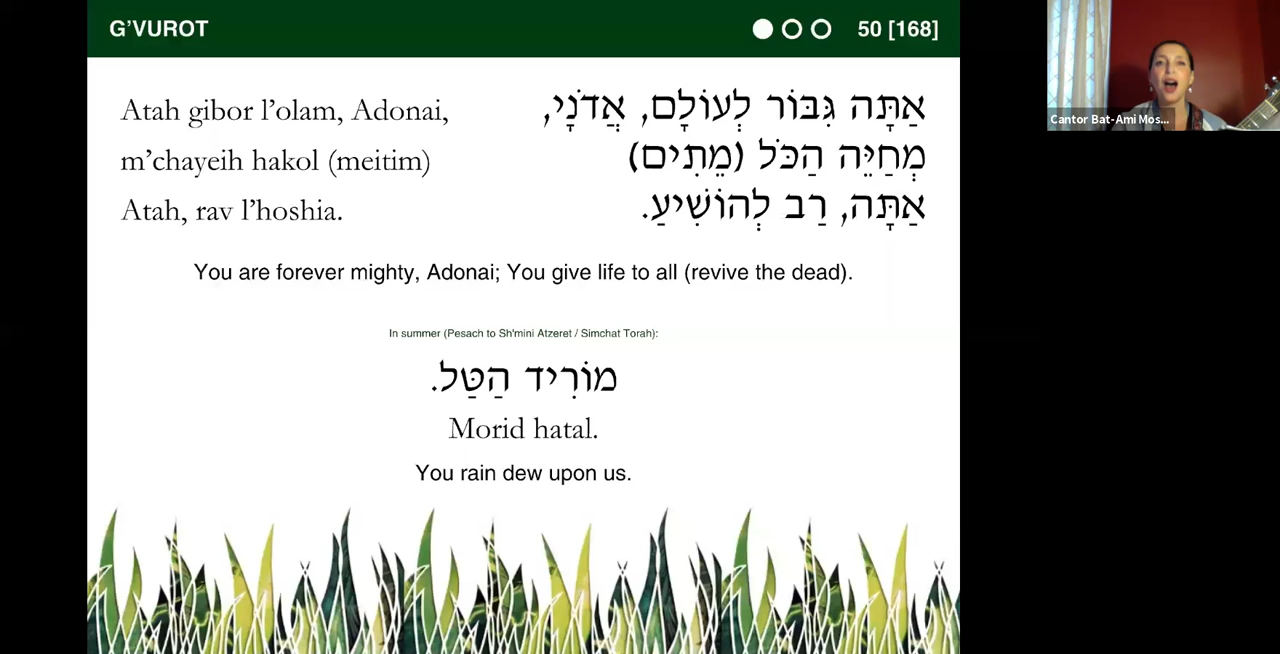 G'VUROT
50 [168]
Atah gibor l’olam, Adonai,
m’chayeih hakol (meitim)
Atah, rav l’hoshia.
אַתָּה גִּבּוֹר לְעוֹלָם, אֲדֹנָי,
מְחַיֵּה הַכֹּל (מֵתִים)
אַתָּה, רַב לְהוֹשִׁיעַ.
You are forever mighty, Adonai; You give life to all (revive the dead).
In summer (Pesach to Sh'mini Atzeret / Simchat Torah):
מוֹרִיד הַטַּל.
Morid hatal.
You rain dew upon us.
Cantor Bat-Ami Mos...